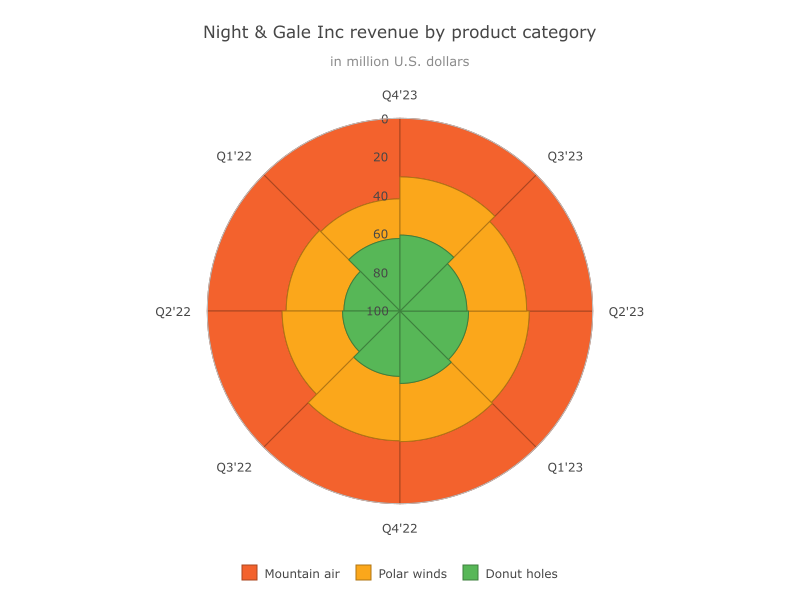 Night & Gale Inc revenue by product category
in million U.S. dollars
Q4'23
0
Q1'22
Q3'23
20
40
60
80
Q2'22
100
Q2'23
Q3'22
Q1'23
Q4'22
Mountain air
Polar winds
Donut holes